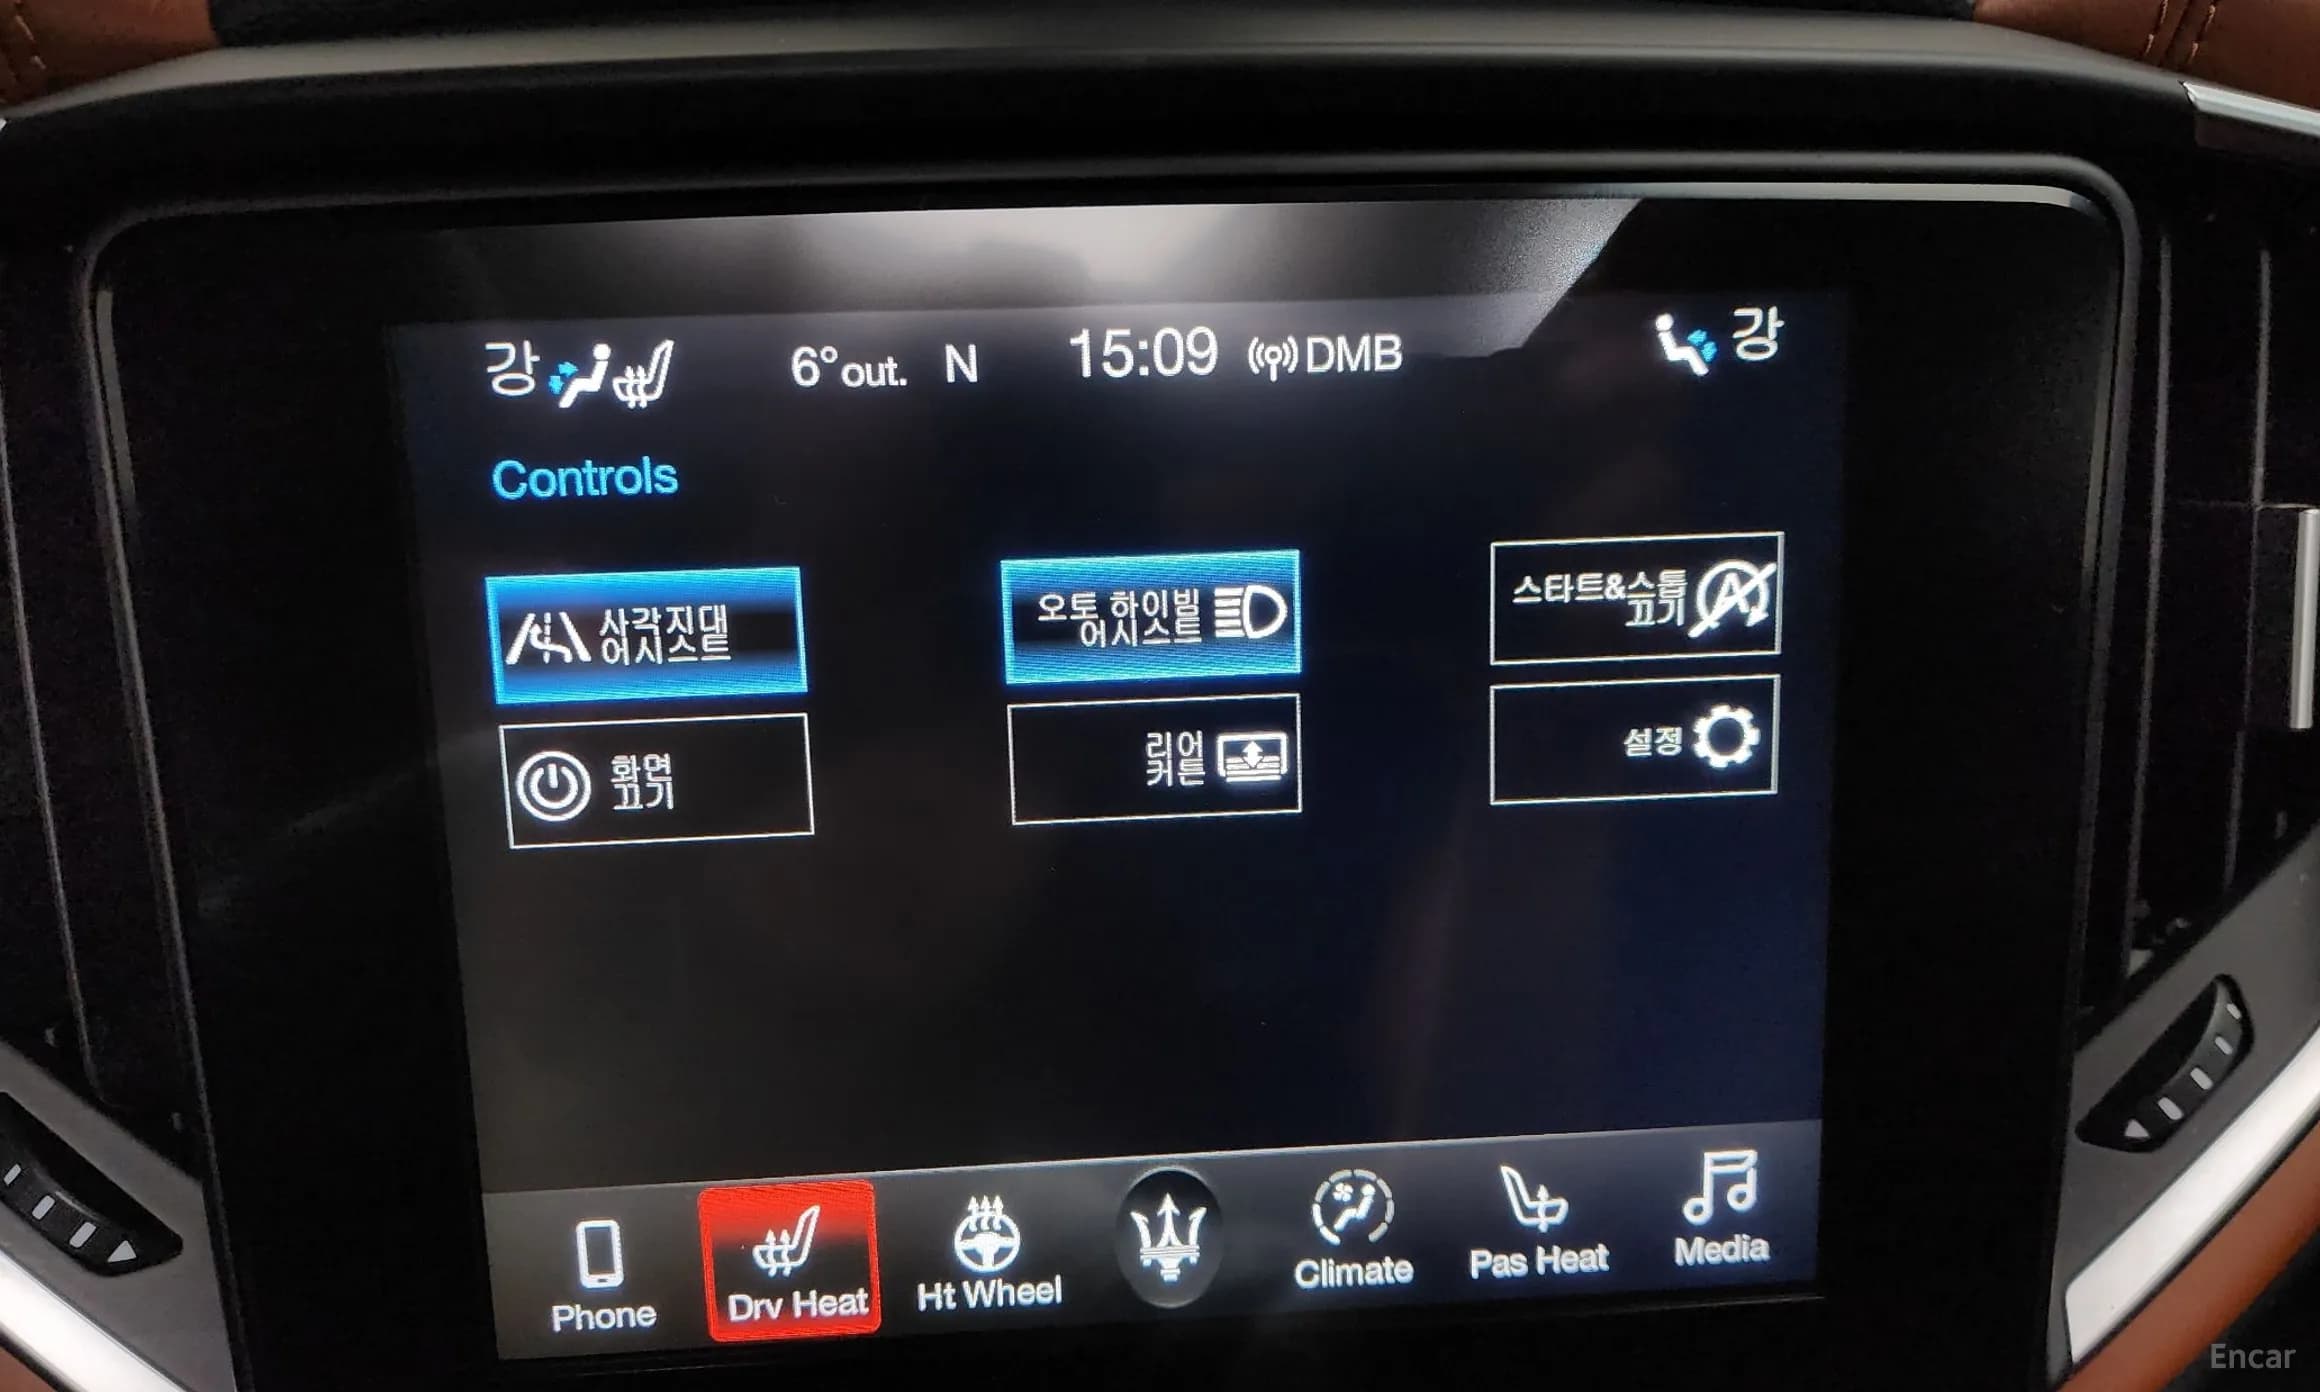 강 6°out. N 15:09 DMB 강
Controls
사각지대
어시스트
오토 하이빔
어시스트
스타트&스톱
끄기
화면
끄기
리어
커튼
설정
Phone
Drv Heat
Ht Wheel
Climate
Pas Heat
Media
Encar